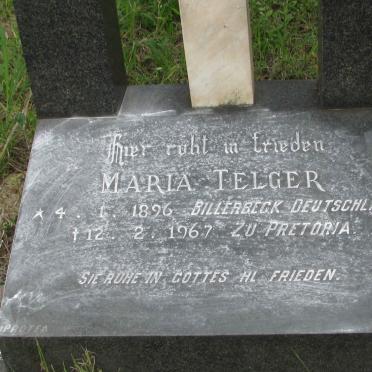 Hier ruht in Frieden
MARIA TELGER
* 4. 1. 1896 BILLERBECK DEUTSCHL
† 12. 2. 1967 ZU PRETORIA.
SIE RUHE IN GOTTES HL FRIEDEN.